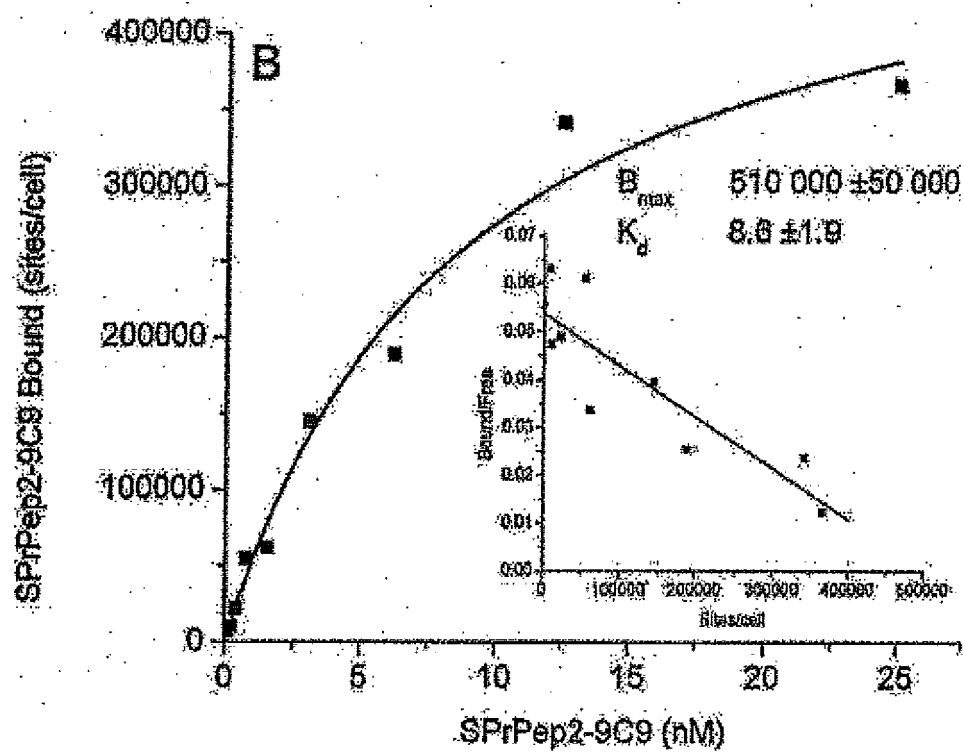 B
400000
300000
200000
100000
0
SPrPep2-9C9 Bound (sites/cell)
0 5 10 15 20 25
SPrPep2-9C9 (nM)
Bmax 510 000 ±50 000
Kd 8.6 ±1.9
0.07
0.06
0.05
0.04
0.03
0.02
0.01
0.00
Bound/Free
0 100000 200000 300000 400000 500000
Sites/cell